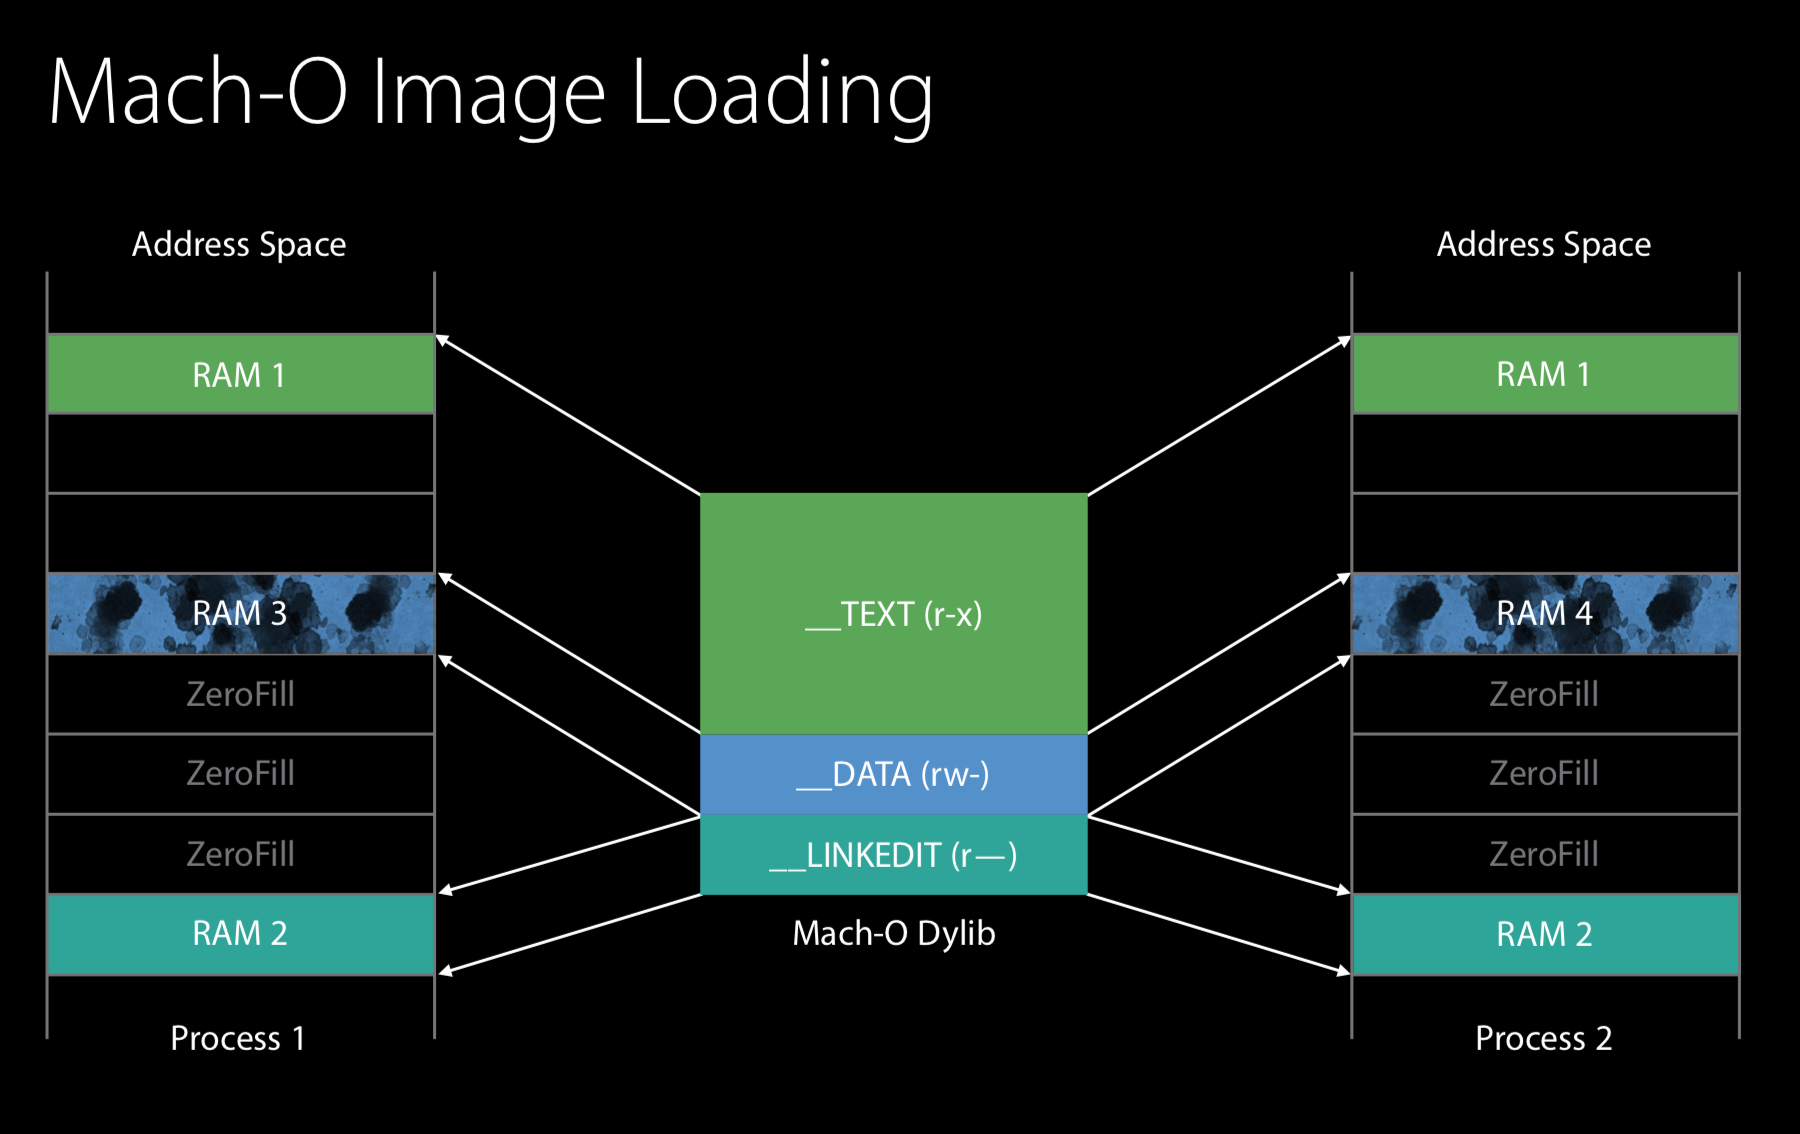 Mach-O Image Loading
Address Space
RAM 1
RAM 3
ZeroFill
ZeroFill
ZeroFill
RAM 2
Process 1
__TEXT (r-x)
__DATA (rw-)
__LINKEDIT (r—)
Mach-O Dylib
Address Space
RAM 1
RAM 4
ZeroFill
ZeroFill
ZeroFill
RAM 2
Process 2